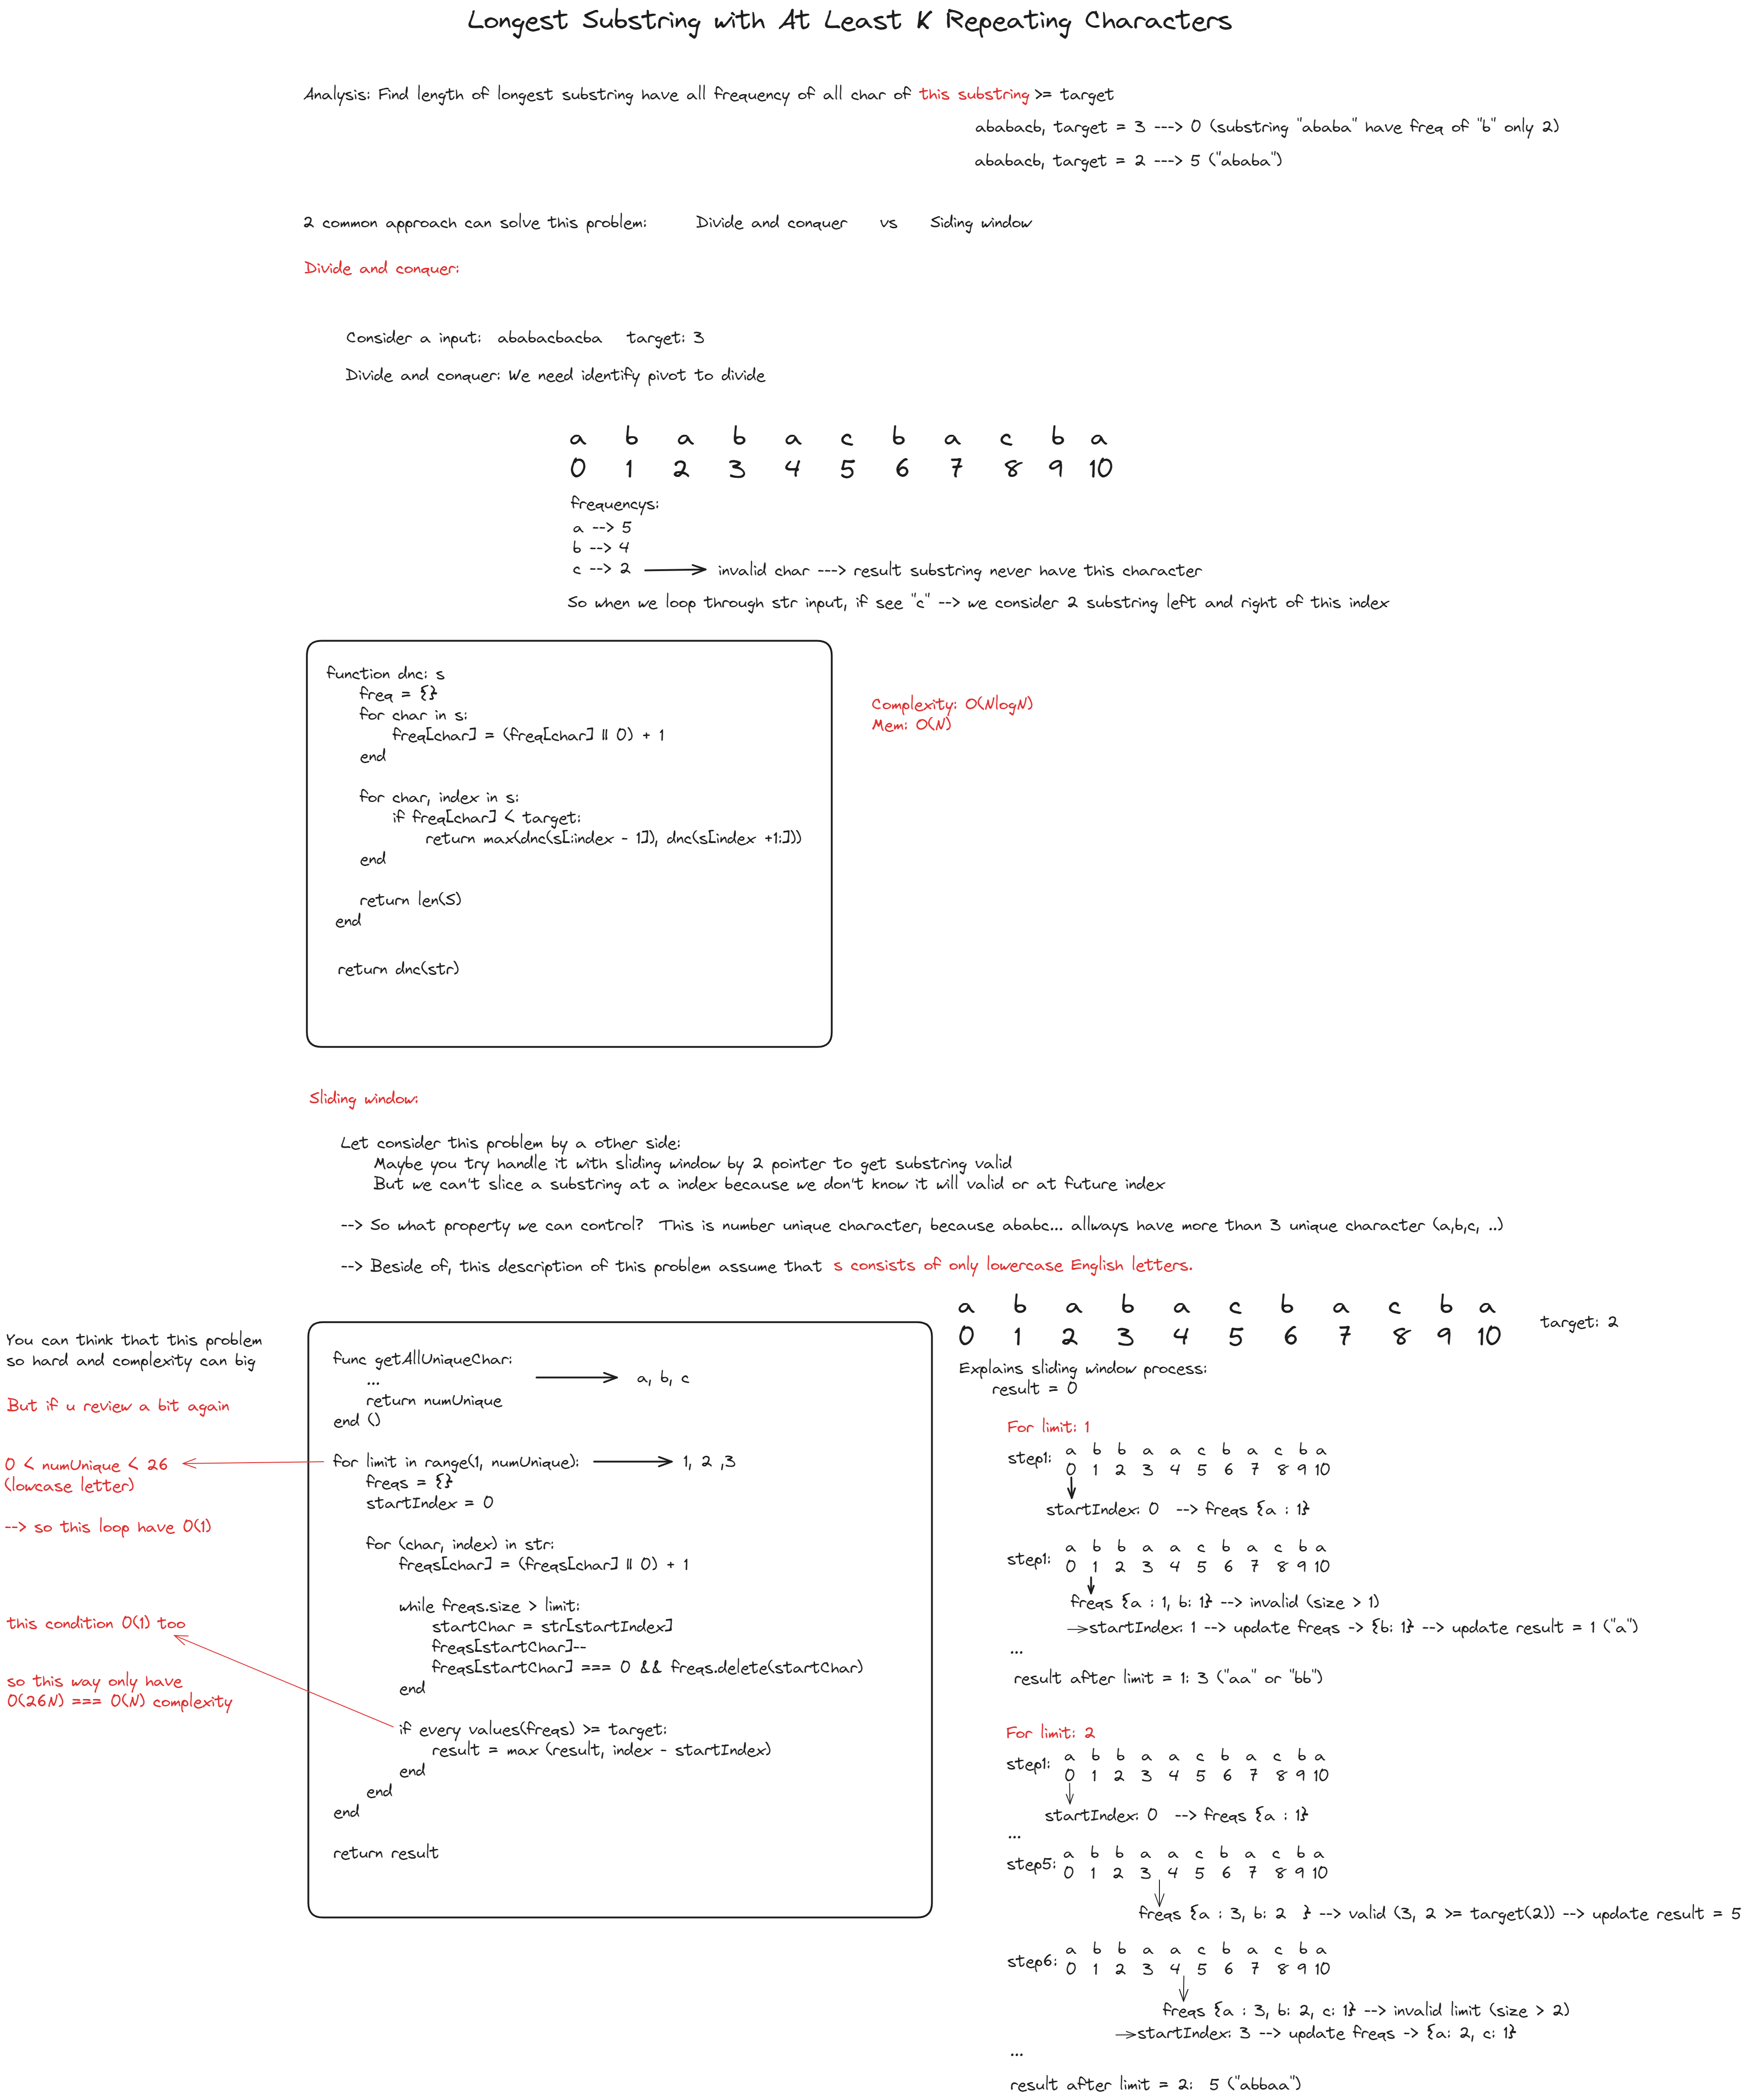 Longest Substring with At Least K Repeating Characters
Analysis: Find length of longest substring have all frequency of all char of this substring >= target
ababacb, target = 3 ---> 0 (substring "ababa" have freq of "b" only 2)
ababacb, target = 2 ---> 5 ("ababa")
2 common approach can solve this problem: Divide and conquer vs Siding window
Divide and conquer:
Consider a input: ababacbacba target: 3
Divide and conquer: We need identify pivot to divide
a b a b a c b a c b a
0 1 2 3 4 5 6 7 8 9 10
frequencys:
a --> 5
b --> 4
c --> 2 invalid char ---> result substring never have this character
So when we loop through str input, if see "c" --> we consider 2 substring left and right of this index
function dnc: s
freq = {}
for char in s:
freq[char] = (freq[char] || 0) + 1
end
for char, index in s:
if freq[char] < target:
return max(dnc(s[:index - 1]), dnc(s[index +1:]))
end
return len(S)
end
return dnc(str)
Complexity: O(NlogN)
Mem: O(N)
Sliding window:
Let consider this problem by a other side:
Maybe you try handle it with sliding window by 2 pointer to get substring valid
But we can't slice a substring at a index because we don't know it will valid or at future index
--> So what property we can control? This is number unique character, because ababc... allways have more than 3 unique character (a,b,c, ..)
--> Beside of, this description of this problem assume that s consists of only lowercase English letters.
You can think that this problem
so hard and complexity can big
But if u review a bit again
0 < numUnique < 26
(lowcase letter)
--> so this loop have O(1)
this condition O(1) too
so this way only have
O(26N) === O(N) complexity
func getAllUniqueChar:
... a, b, c
return numUnique
end ()
for limit in range(1, numUnique): 1, 2 ,3
freqs = {}
startIndex = 0
for (char, index) in str:
freqs[char] = (freqs[char] || 0) + 1
while freqs.size > limit:
startChar = str[startIndex]
freqs[startChar]--
freqs[startChar] === 0 && freqs.delete(startChar)
end
if every values(freqs) >= target:
result = max (result, index - startIndex)
end
end
end
return result
a b a b a c b a c b a
0 1 2 3 4 5 6 7 8 9 10
target: 2
Explains sliding window process:
result = 0
For limit: 1
a b b a a c b a c b a
step1: 0 1 2 3 4 5 6 7 8 9 10
startIndex: 0 --> freqs {a : 1}
a b b a a c b a c b a
step1: 0 1 2 3 4 5 6 7 8 9 10
freqs {a : 1, b: 1} --> invalid (size > 1)
startIndex: 1 --> update freqs -> {b: 1} --> update result = 1 ("a")
...
result after limit = 1: 3 ("aa" or "bb")
For limit: 2
a b b a a c b a c b a
step1: 0 1 2 3 4 5 6 7 8 9 10
startIndex: 0 --> freqs {a : 1}
...
a b b a a c b a c b a
step5: 0 1 2 3 4 5 6 7 8 9 10
freqs {a : 3, b: 2 } --> valid (3, 2 >= target(2)) --> update result = 5
a b b a a c b a c b a
step6: 0 1 2 3 4 5 6 7 8 9 10
freqs {a : 3, b: 2, c: 1} --> invalid limit (size > 2)
startIndex: 3 --> update freqs -> {a: 2, c: 1}
...
result after limit = 2: 5 ("abbaa")